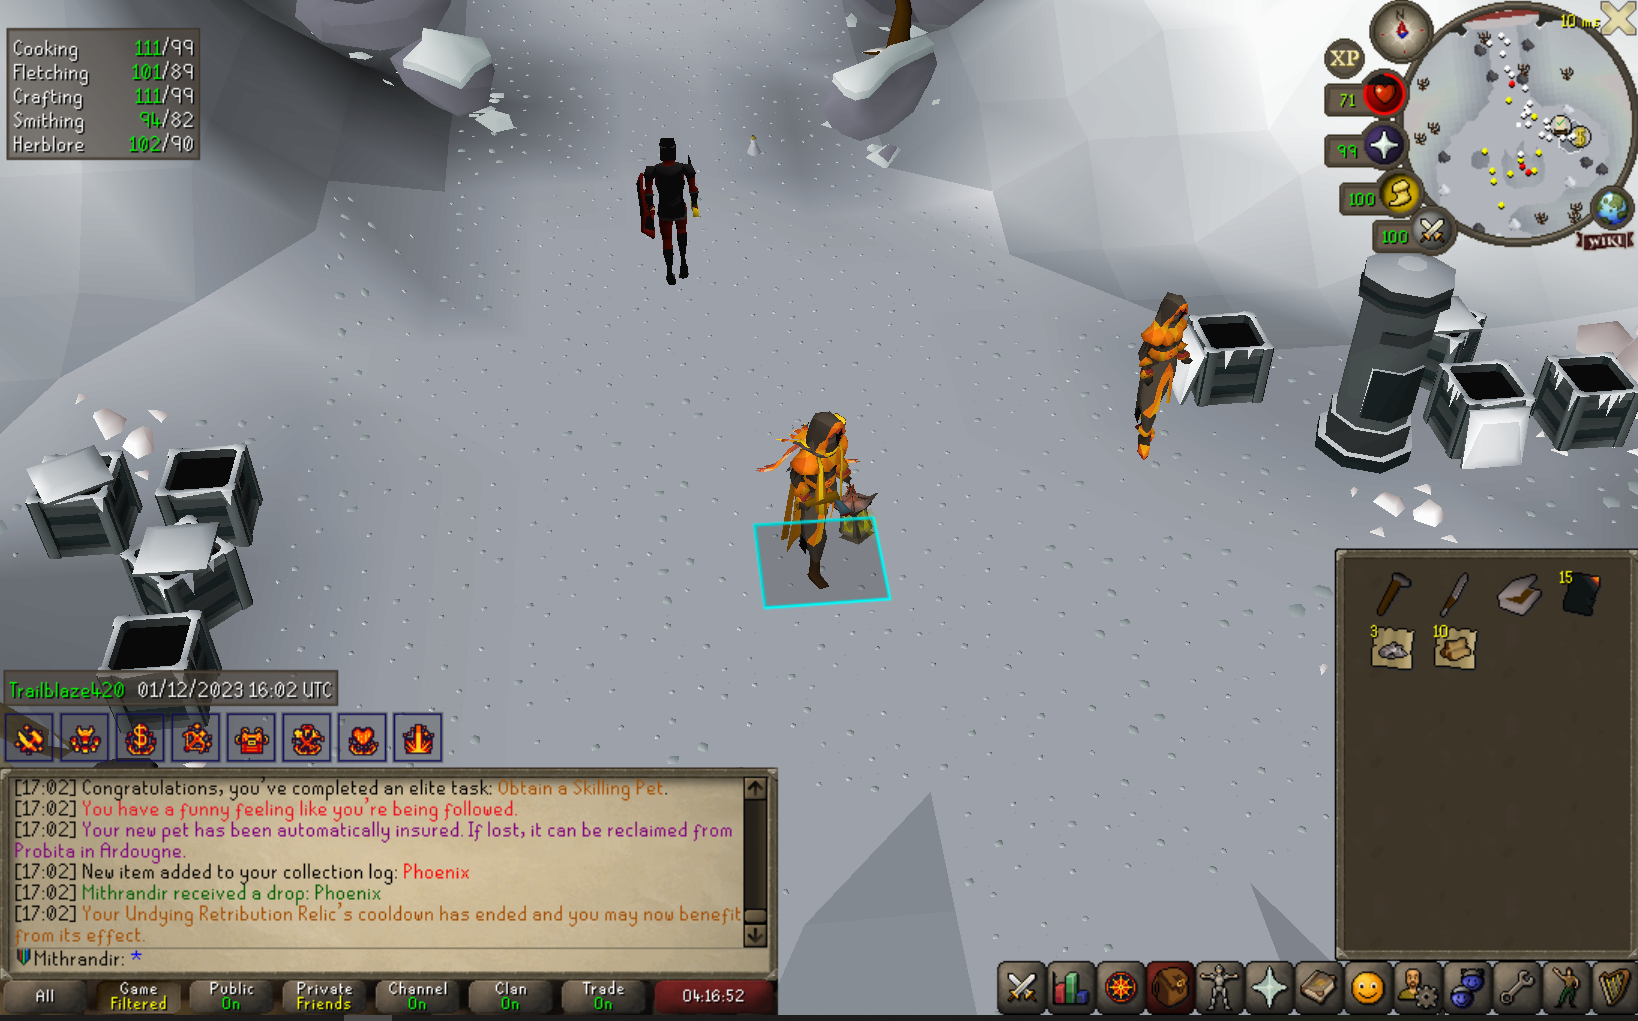 Cooking 111/99
Fletching 101/89
Crafting 111/99
Smithing 94/82
Herblore 102/90
10 ms
N
XP
71
99
100
100
WIKI
15
3
10
Trailblaze420 01/12/2023 16:02 UTC
[17:02] Congratulations, you've completed an elite task: Obtain a Skilling Pet.
[17:02] You have a funny feeling like you're being followed.
[17:02] Your new pet has been automatically insured. If lost, it can be reclaimed from
Probita in Ardougne.
[17:02] New item added to your collection log: Phoenix
[17:02] Mithrandir received a drop: Phoenix
[17:02] Your Undying Retribution Relic's cooldown has ended and you may now benefit
from its effect.
Mithrandir: *
All
Game
Filtered
Public
On
Private
Friends
Channel
On
Clan
On
Trade
On
04:16:52